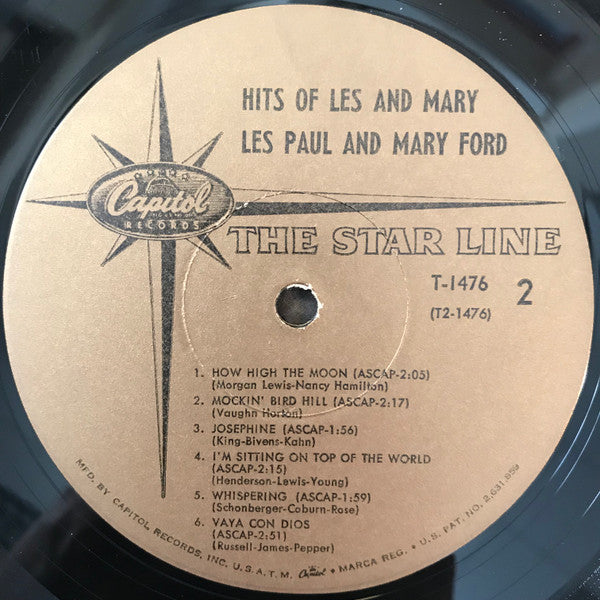 HITS OF LES AND MARY
LES PAUL AND MARY FORD
Capitol
RECORDS
THE STAR LINE
T-1476
2
(T2-1476)
1. HOW HIGH THE MOON (ASCAP-2:05)
(Morgan Lewis-Nancy Hamilton)
2. MOCKIN' BIRD HILL (ASCAP-2:17)
(Vaughn Horton)
3. JOSEPHINE (ASCAP-1:56)
(King-Bivens-Kahn)
4. I'M SITTING ON TOP OF THE WORLD
(ASCAP-2:15)
(Henderson-Lewis-Young)
5. WHISPERING (ASCAP-1:59)
(Schonberger-Coburn-Rose)
6. VAYA CON DIOS
(ASCAP-2:51)
(Russell-James-Pepper)
MFD. BY CAPITOL RECORDS, INC. U.S.A. T.M. Capitol • MARCA REG. • U.S. PAT. NO. 2,631,859